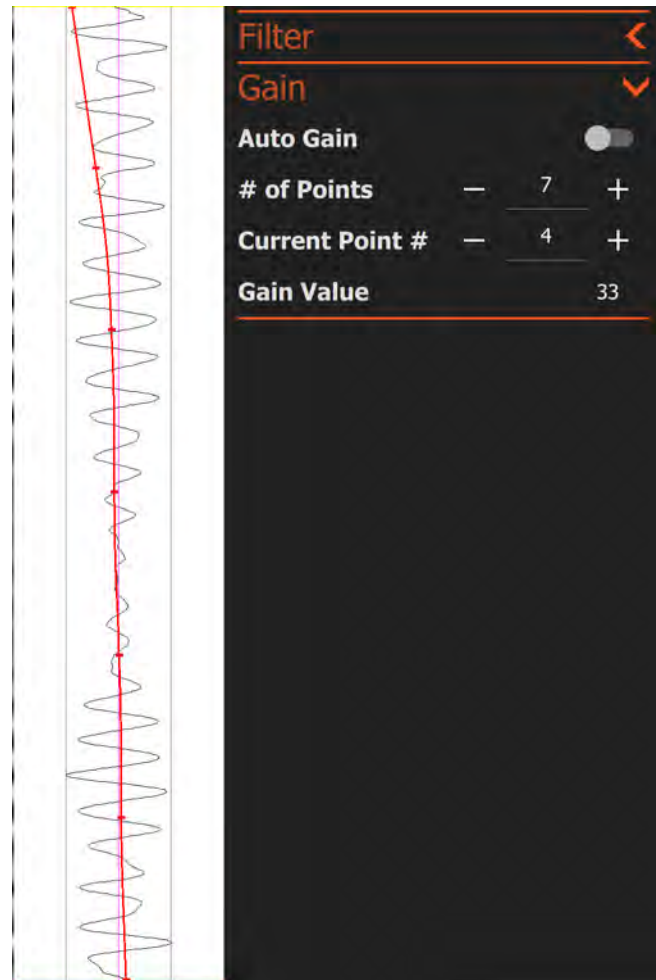 Filter
Gain
Auto Gain
# of Points − 7 +
Current Point # − 4 +
Gain Value 33